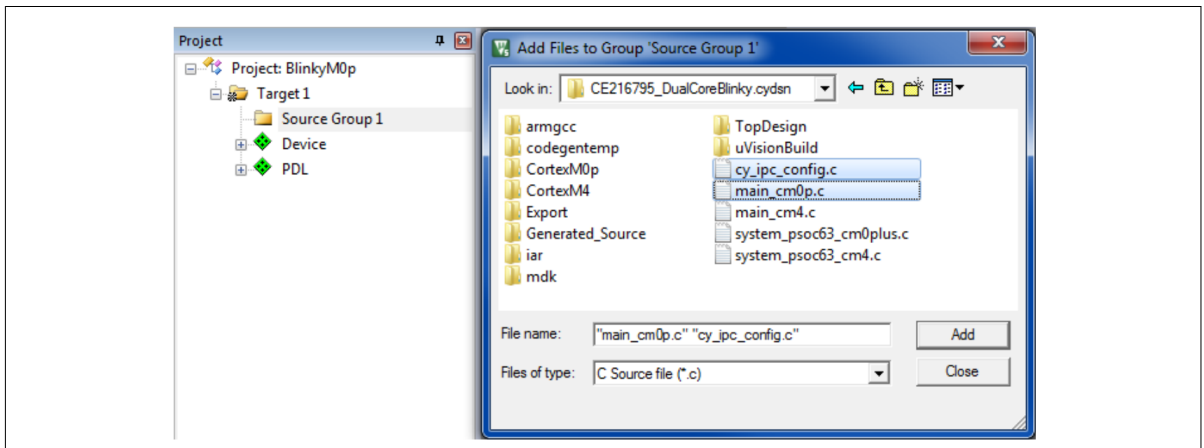 Project
Project: BlinkyM0p
Target 1
Source Group 1
Device
PDL
Add Files to Group 'Source Group 1'
Look in: CE216795_DualCoreBlinky.cydsn
armgcc
codegentemp
CortexM0p
CortexM4
Export
Generated_Source
iar
mdk
TopDesign
uVisionBuild
cy_ipc_config.c
main_cm0p.c
main_cm4.c
system_psoc63_cm0plus.c
system_psoc63_cm4.c
File name: "main_cm0p.c" "cy_ipc_config.c" Add
Files of type: C Source file (*.c) Close